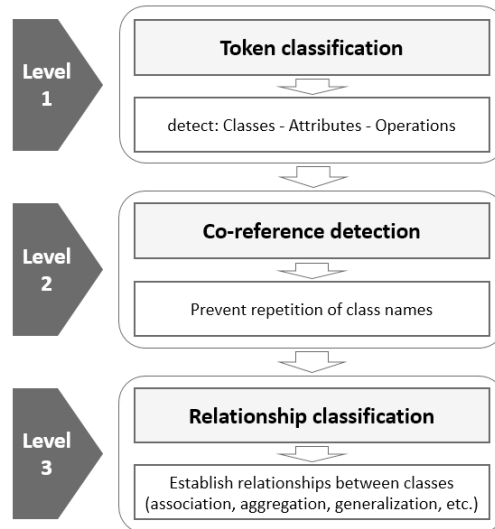 Level
1
Token classification
detect: Classes - Attributes - Operations
Level
2
Co-reference detection
Prevent repetition of class names
Level
3
Relationship classification
Establish relationships between classes
(association, aggregation, generalization, etc.)